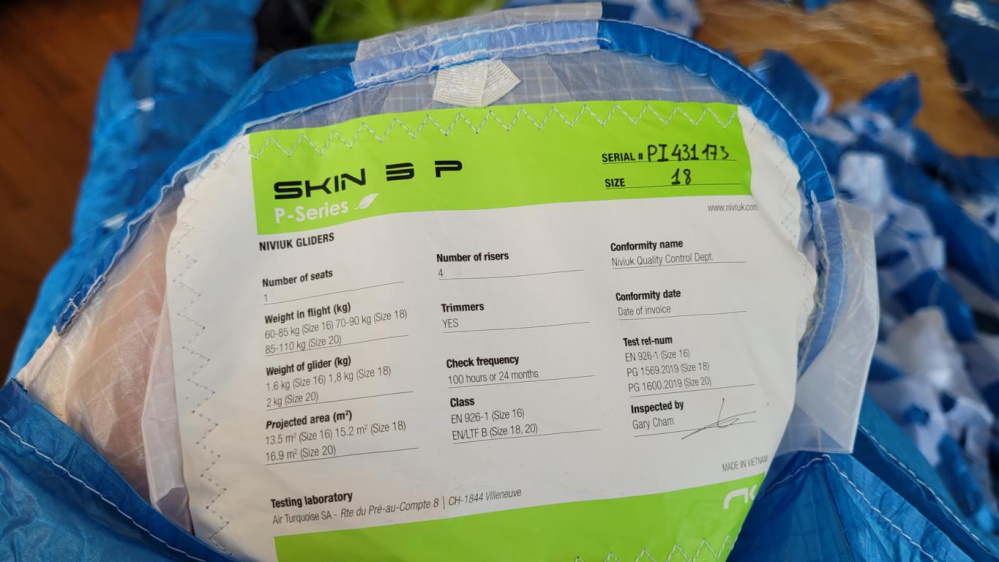 SKIN 3 P
P-Series
SERIAL # PI431173
SIZE 18
www.niviuk.com
NIVIUK GLIDERS
Number of seats
1
Weight in flight (kg)
60-85 kg (Size 16) 70-90 kg (Size 18)
85-110 kg (Size 20)
Weight of glider (kg)
1.6 kg (Size 16) 1,8 kg (Size 18)
2 kg (Size 20)
Projected area (m²)
13.5 m² (Size 16) 15.2 m² (Size 18)
16.9 m² (Size 20)
Number of risers
4
Trimmers
YES
Check frequency
100 hours or 24 months
Class
EN 926-1 (Size 16)
EN/LTF B (Size 18, 20)
Conformity name
Niviuk Quality Control Dept.
Conformity date
Date of invoice
Test ref-num
EN 926-1 (Size 16)
PG 1569.2019 (Size 18)
PG 1600.2019 (Size 20)
Inspected by
Gary Cham
MADE IN VIETNAM
Testing laboratory
Air Turquoise SA - Rte du Pré-au-Compte 8 | CH-1844 Villeneuve